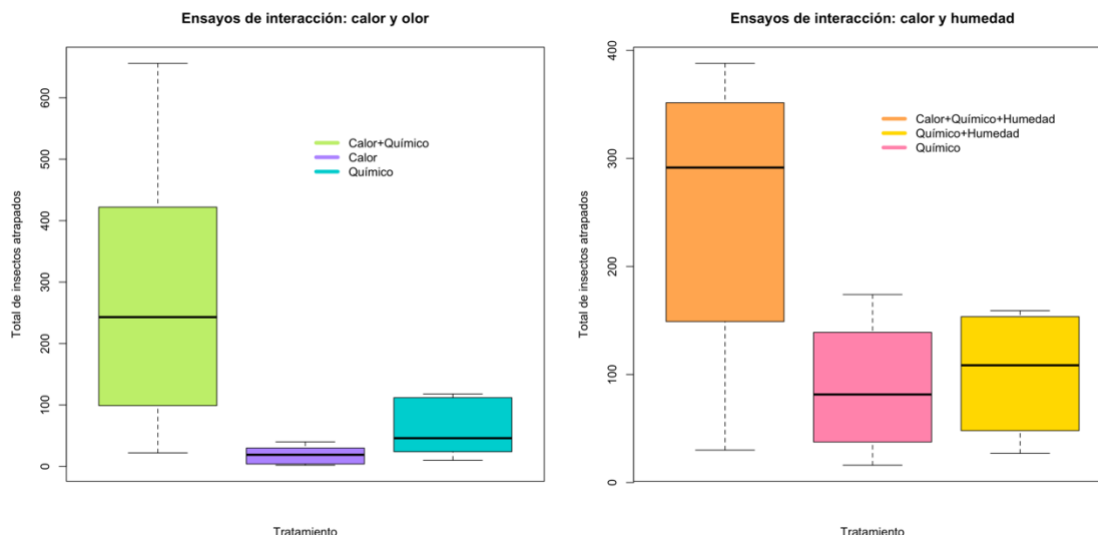 Ensayos de interacción: calor y olor
Total de insectos atrapados
600
500
400
300
200
100
0
Calor+Químico
Calor
Químico
Tratamiento
Ensayos de interacción: calor y humedad
Total de insectos atrapados
400
300
200
100
0
Calor+Químico+Humedad
Químico+Humedad
Químico
Tratamiento